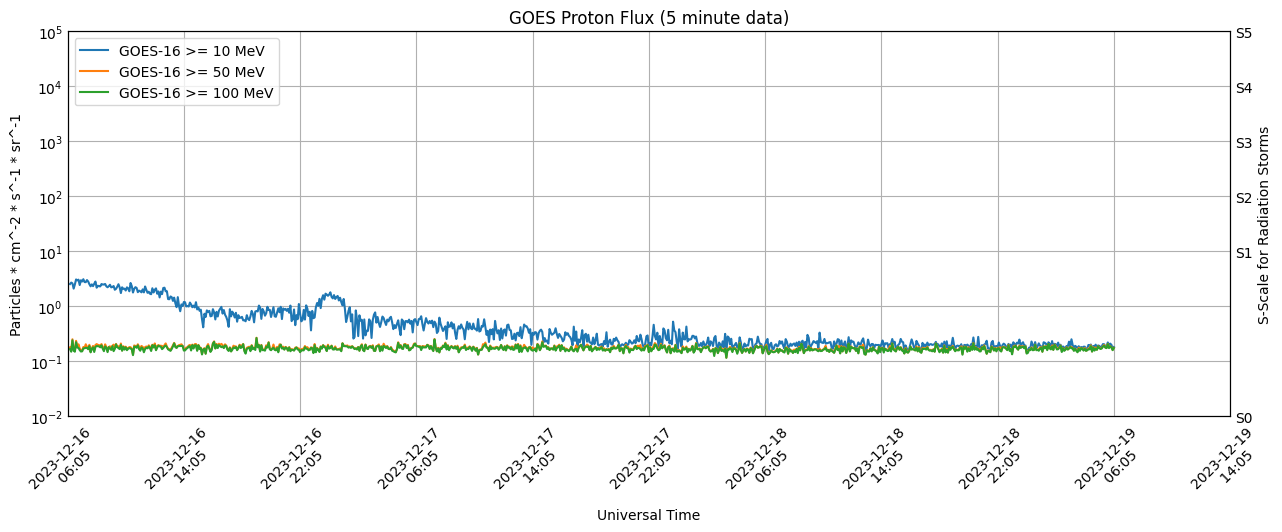 GOES Proton Flux (5 minute data)
GOES-16 >= 10 MeV
GOES-16 >= 50 MeV
GOES-16 >= 100 MeV
Particles * cm^-2 * s^-1 * sr^-1
10^5
10^4
10^3
10^2
10^1
10^0
10^-1
10^-2
S5
S4
S3
S2
S1
S0
S-Scale for Radiation Storms
2023-12-16
06:05
2023-12-16
14:05
2023-12-16
22:05
2023-12-17
06:05
2023-12-17
14:05
2023-12-17
22:05
2023-12-18
06:05
2023-12-18
14:05
2023-12-18
22:05
2023-12-19
06:05
2023-12-19
14:05
Universal Time